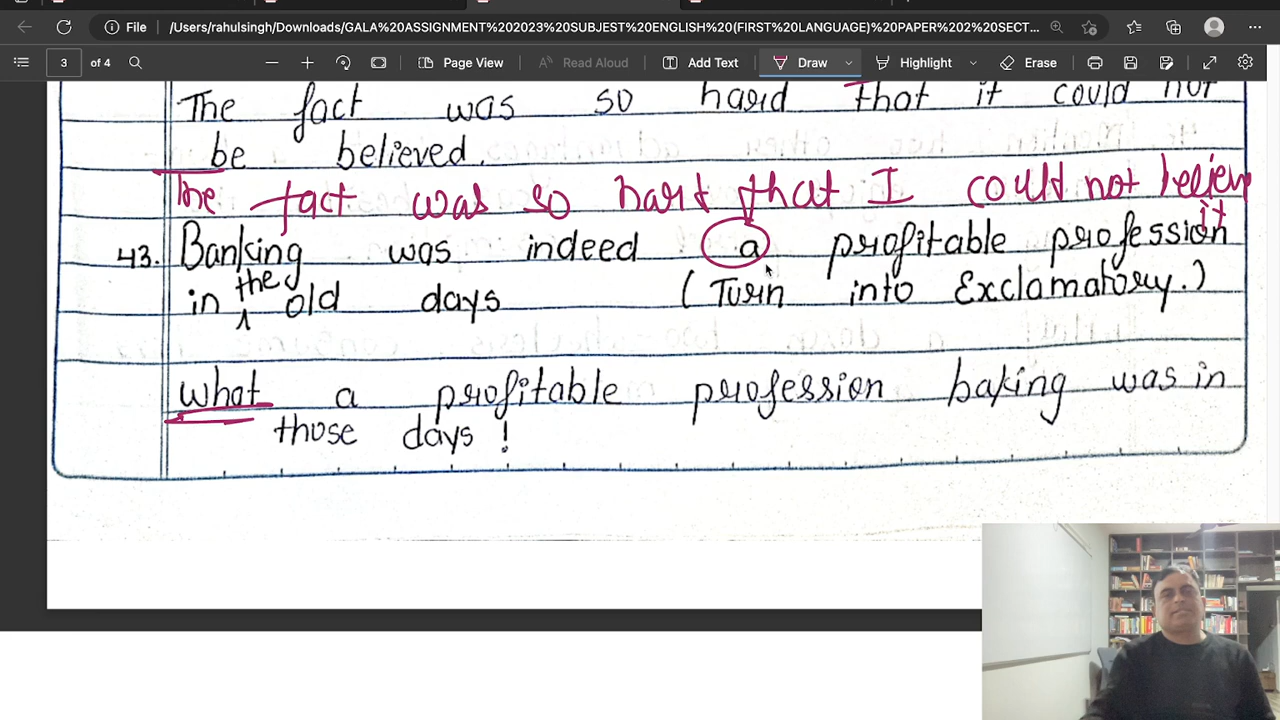 File
/Users/rahulsingh/Downloads/GALA%20ASSIGNMENT%202023%20SUBJEST%20ENGLISH%20(FIRST%20LANGUAGE)%20PAPER%202%20SECT...
3 of 4
Page View
Read Aloud
Add Text
Draw
Highlight
Erase
The fact was so hard that it could not
be believed.
The fact was so hart that I could not believe
it
43. Banking was indeed a profitable profession
in the old days (Turn into Exclamatory.)
What a profitable profession baking was in
those days !